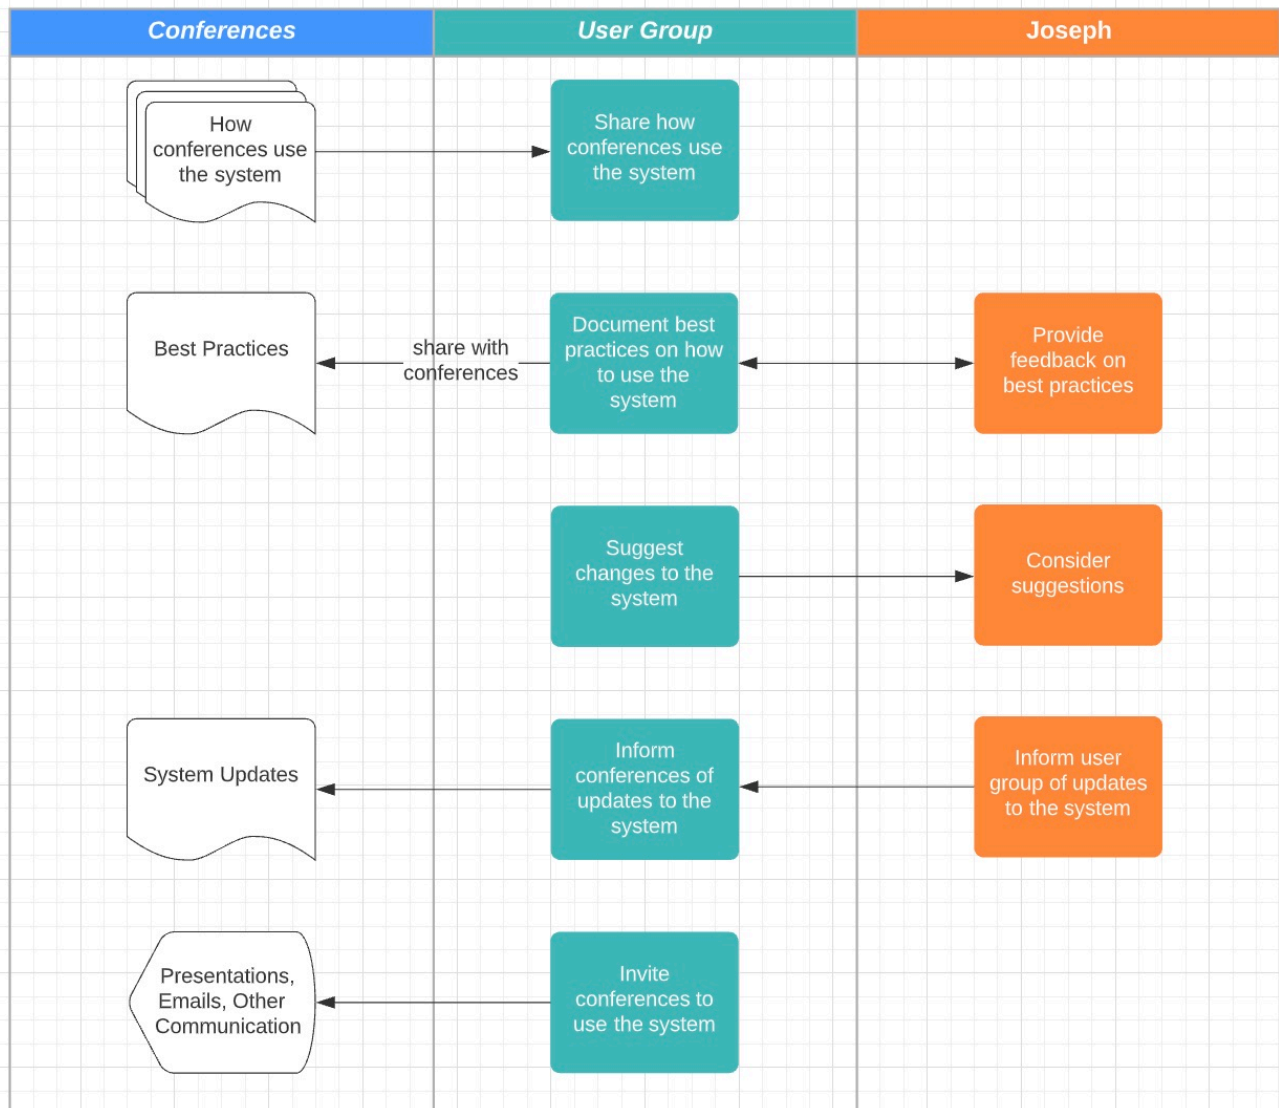 Conferences
User Group
Joseph
How
conferences use
the system
Share how
conferences use
the system
Best Practices
share with
conferences
Document best
practices on how
to use the
system
Provide
feedback on
best practices
Suggest
changes to the
system
Consider
suggestions
System Updates
Inform
conferences of
updates to the
system
Inform user
group of updates
to the system
Presentations,
Emails, Other
Communication
Invite
conferences to
use the system